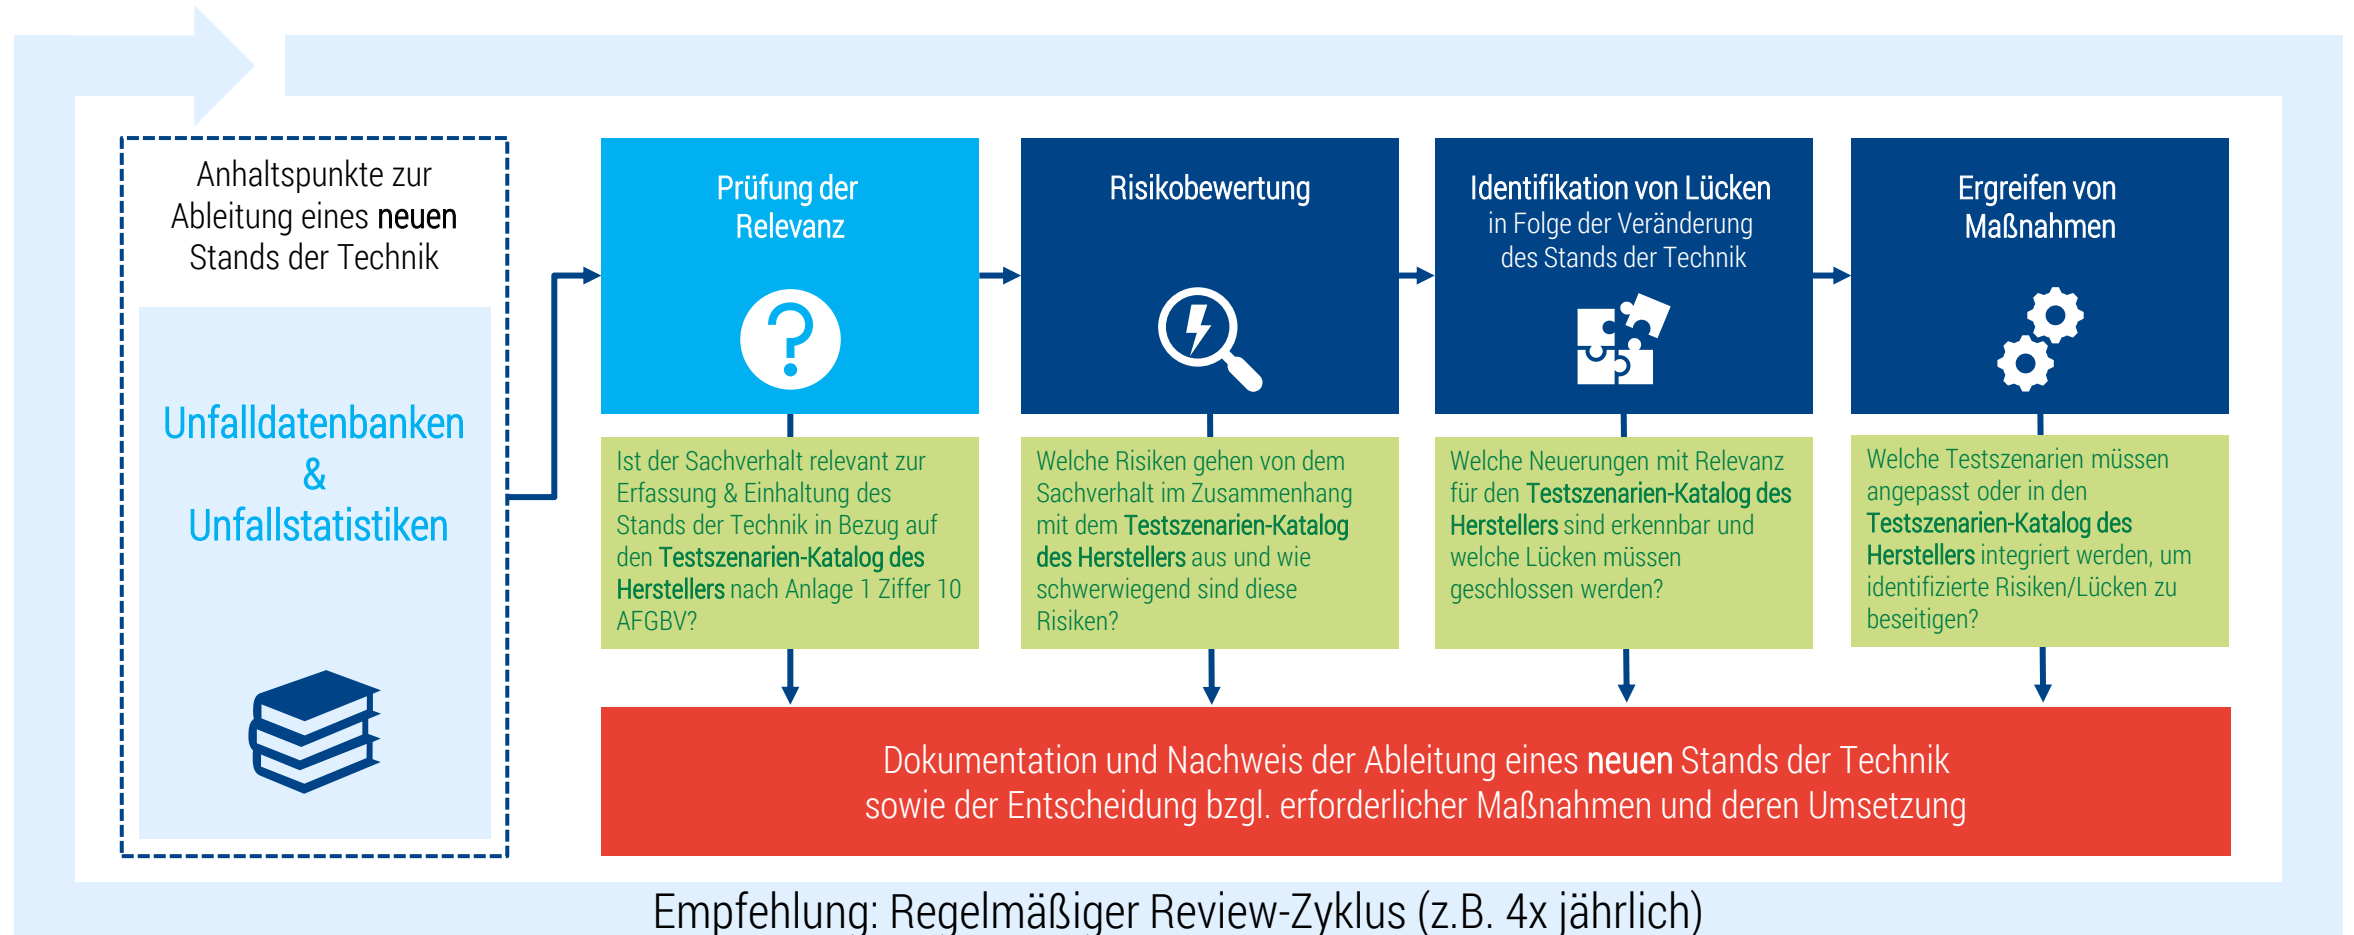 Anhaltspunkte zur
Ableitung eines neuen
Stands der Technik
Unfalldatenbanken
&
Unfallstatistiken
Prüfung der
Relevanz
Ist der Sachverhalt relevant zur
Erfassung & Einhaltung des
Stands der Technik in Bezug auf
den Testszenarien-Katalog des
Herstellers nach Anlage 1 Ziffer 10
AFGBV?
Risikobewertung
Welche Risiken gehen von dem
Sachverhalt im Zusammenhang
mit dem Testszenarien-Katalog
des Herstellers aus und wie
schwerwiegend sind diese
Risiken?
Identifikation von Lücken
in Folge der Veränderung
des Stands der Technik
Welche Neuerungen mit Relevanz
für den Testszenarien-Katalog des
Herstellers sind erkennbar und
welche Lücken müssen
geschlossen werden?
Ergreifen von
Maßnahmen
Welche Testszenarien müssen
angepasst oder in den
Testszenarien-Katalog des
Herstellers integriert werden, um
identifizierte Risiken/Lücken zu
beseitigen?
Dokumentation und Nachweis der Ableitung eines neuen Stands der Technik
sowie der Entscheidung bzgl. erforderlicher Maßnahmen und deren Umsetzung
Empfehlung: Regelmäßiger Review-Zyklus (z.B. 4x jährlich)